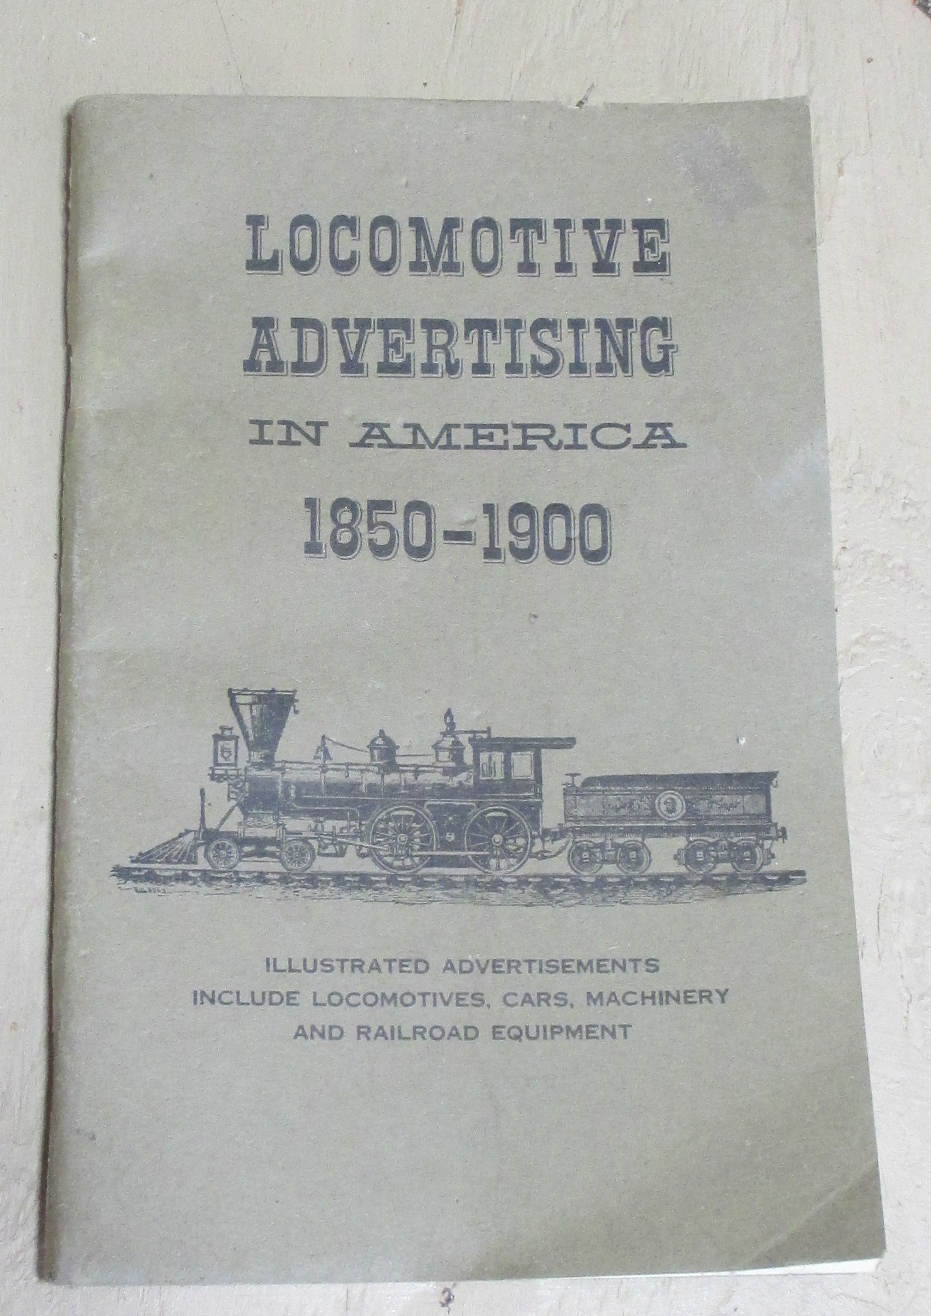 LOCOMOTIVE
ADVERTISING
IN AMERICA
1850-1900
ILLUSTRATED ADVERTISEMENTS
INCLUDE LOCOMOTIVES, CARS, MACHINERY
AND RAILROAD EQUIPMENT